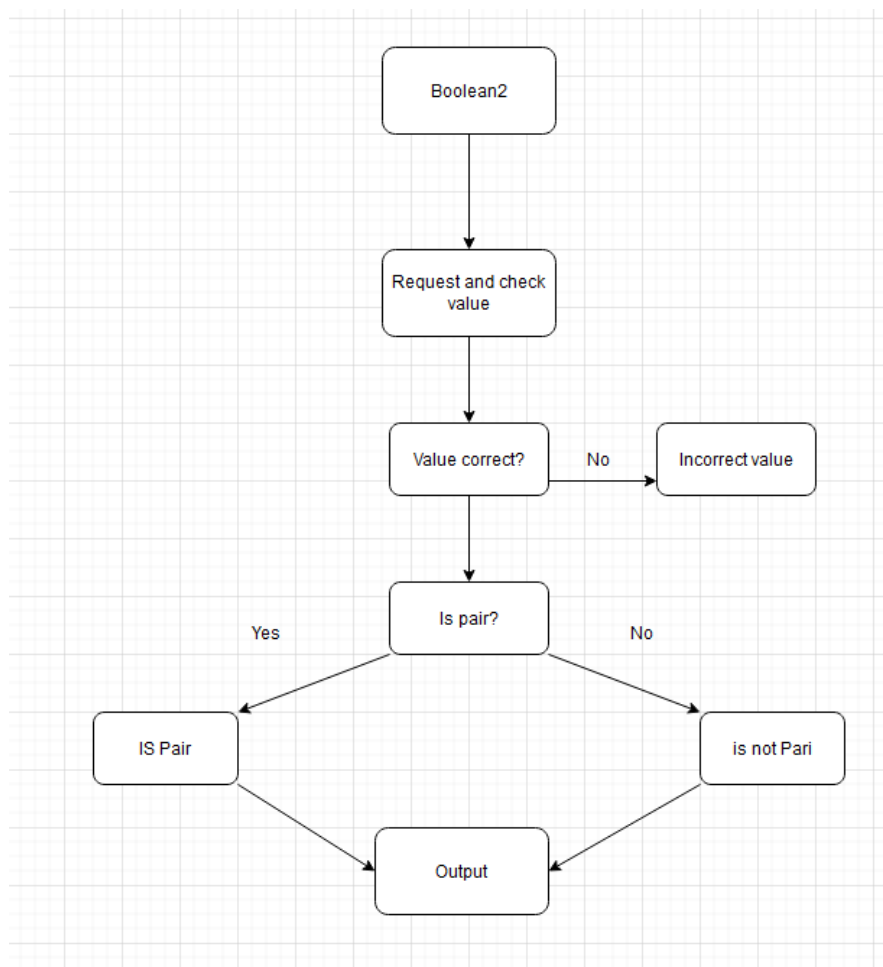 Boolean2
Request and check
value
Value correct?
No
Incorrect value
Is pair?
Yes
No
IS Pair
is not Pari
Output